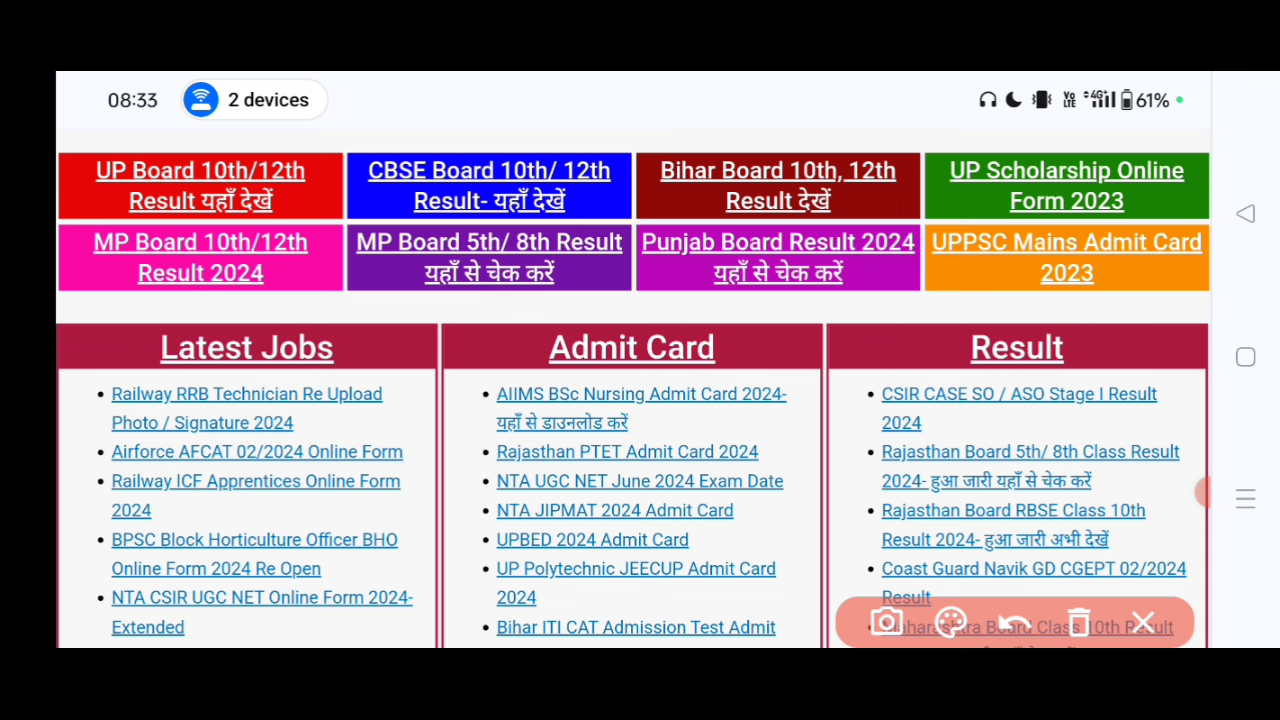 08:33
2 devices
Vo LTE
4G+
61%
UP Board 10th/12th
Result यहाँ देखें
CBSE Board 10th/ 12th
Result- यहाँ देखें
Bihar Board 10th, 12th
Result देखें
UP Scholarship Online
Form 2023
MP Board 10th/12th
Result 2024
MP Board 5th/ 8th Result
यहाँ से चेक करें
Punjab Board Result 2024
यहाँ से चेक करें
UPPSC Mains Admit Card
2023
Latest Jobs
Railway RRB Technician Re Upload
Photo / Signature 2024
Airforce AFCAT 02/2024 Online Form
Railway ICF Apprentices Online Form
2024
BPSC Block Horticulture Officer BHO
Online Form 2024 Re Open
NTA CSIR UGC NET Online Form 2024-
Extended
Admit Card
AIIMS BSc Nursing Admit Card 2024-
यहाँ से डाउनलोड करें
Rajasthan PTET Admit Card 2024
NTA UGC NET June 2024 Exam Date
NTA JIPMAT 2024 Admit Card
UPBED 2024 Admit Card
UP Polytechnic JEECUP Admit Card
2024
Bihar ITI CAT Admission Test Admit
Result
CSIR CASE SO / ASO Stage I Result
2024
Rajasthan Board 5th/ 8th Class Result
2024- हुआ जारी यहाँ से चेक करें
Rajasthan Board RBSE Class 10th
Result 2024- हुआ जारी अभी देखें
Coast Guard Navik GD CGEPT 02/2024
Result
Maharashtra Board Class 10th Result